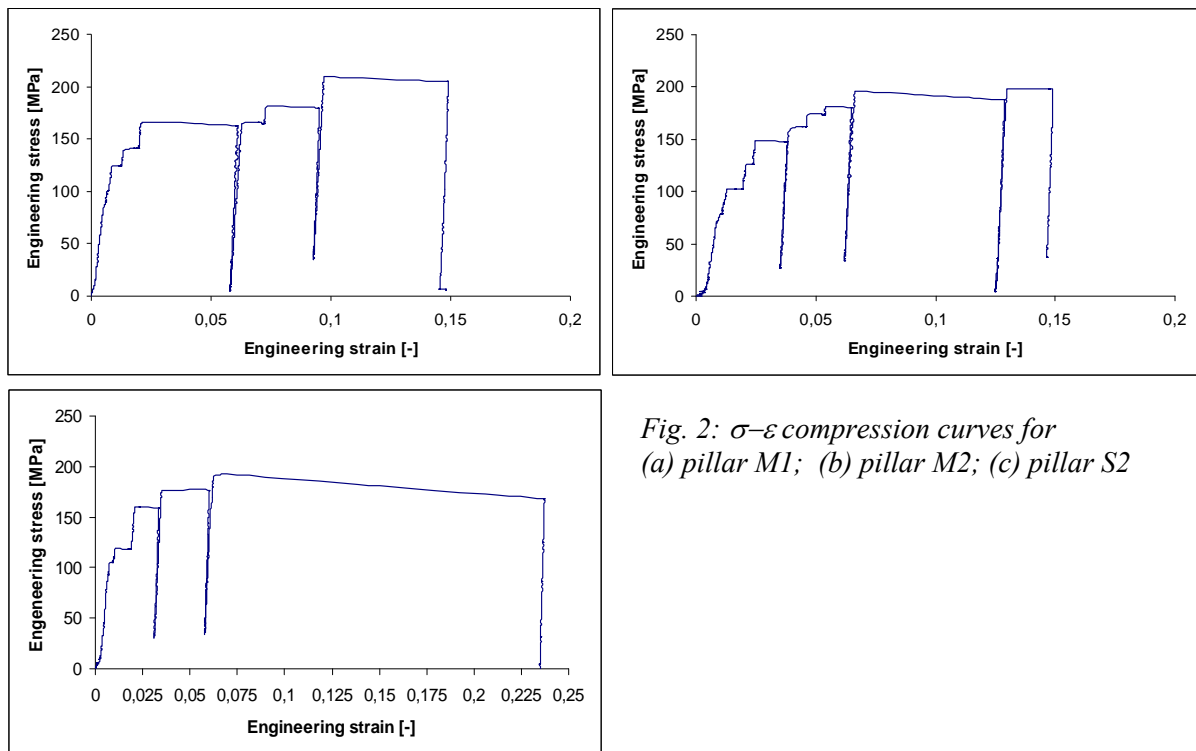 250
200
150
100
50
0
Engineering stress [MPa]
0 0,05 0,1 0,15 0,2
Engineering strain [-]
250
200
150
100
50
0
Engineering stress [MPa]
0 0,05 0,1 0,15 0,2
Engineering strain [-]
250
200
150
100
50
0
Engeneering stress [MPa]
0 0,025 0,05 0,075 0,1 0,125 0,15 0,175 0,2 0,225 0,25
Engineering strain [-]
Fig. 2: σ–ε compression curves for
(a) pillar M1; (b) pillar M2; (c) pillar S2